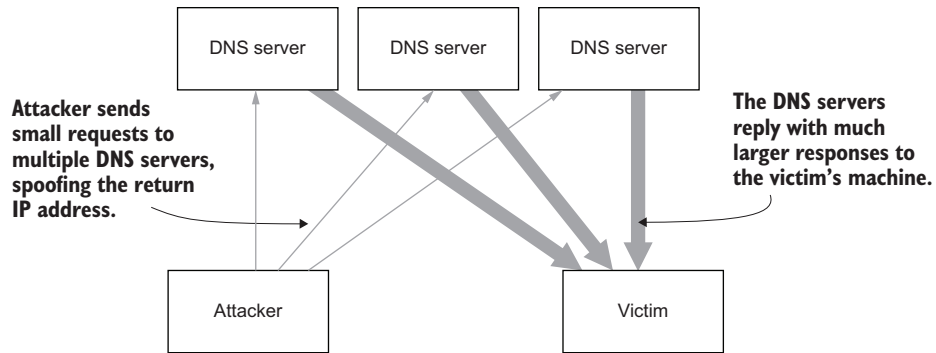 DNS server
DNS server
DNS server
Attacker sends
small requests to
multiple DNS servers,
spoofing the return
IP address.
The DNS servers
reply with much
larger responses to
the victim’s machine.
Attacker
Victim